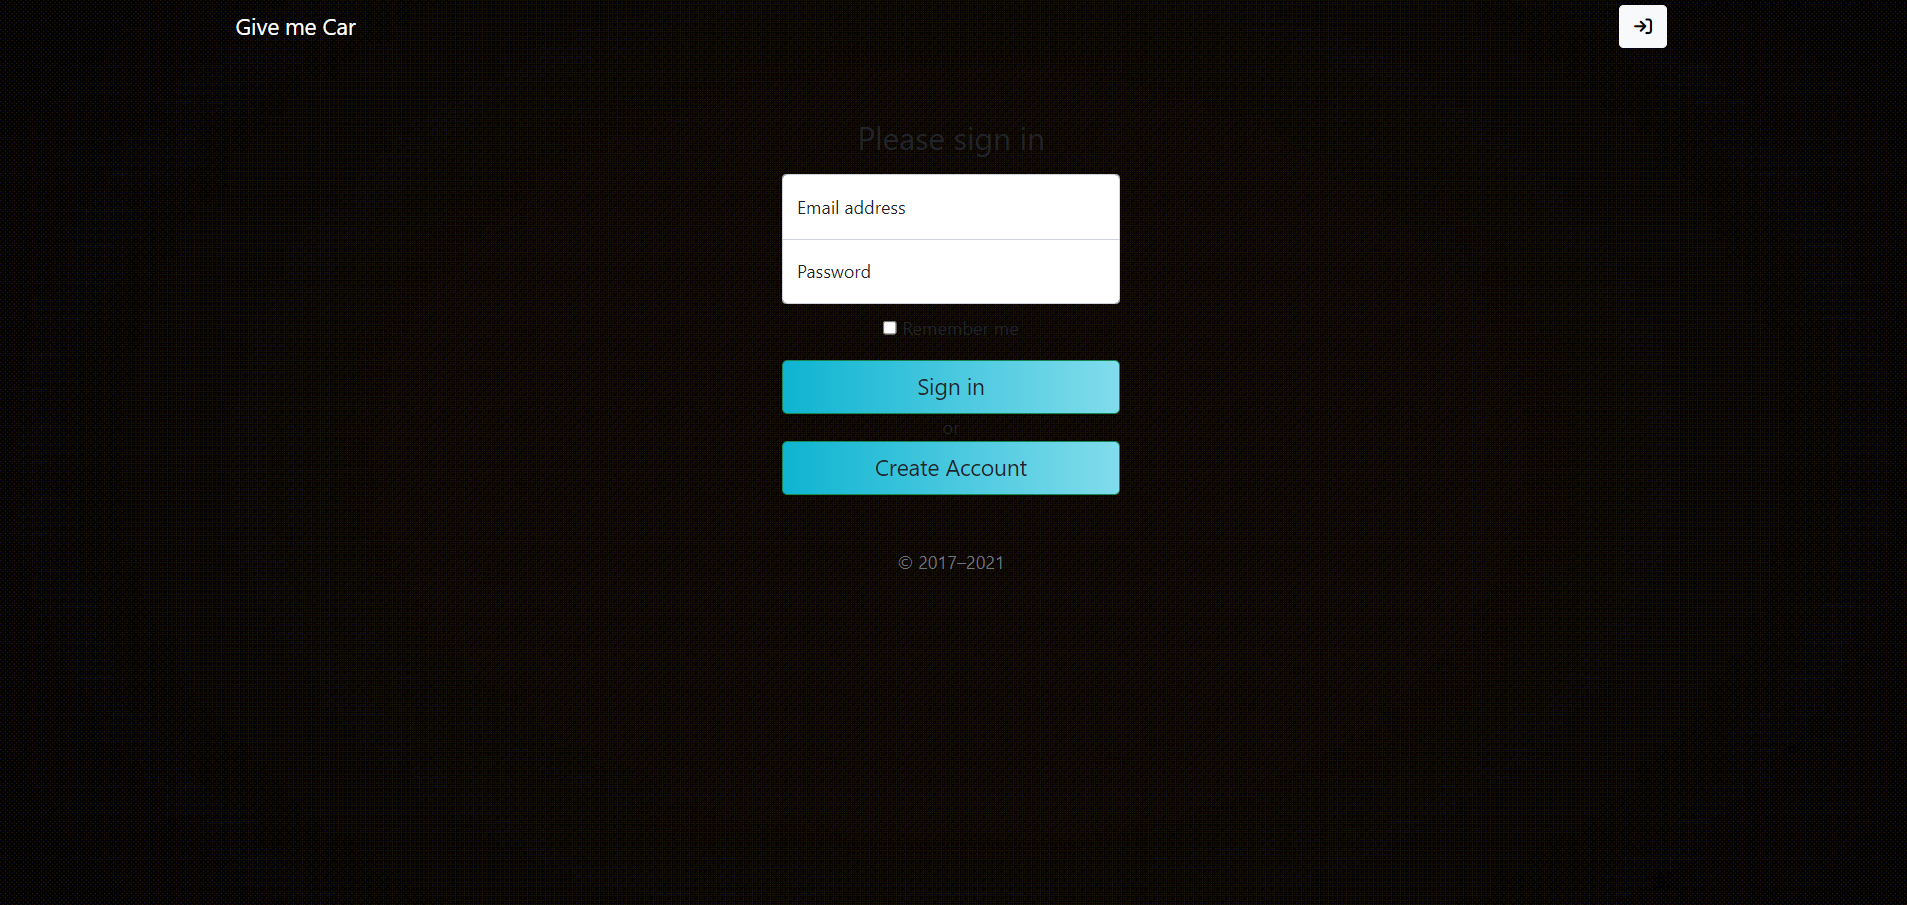 Give me Car
Please sign in
Email address
Password
Remember me
Sign in
or
Create Account
© 2017–2021